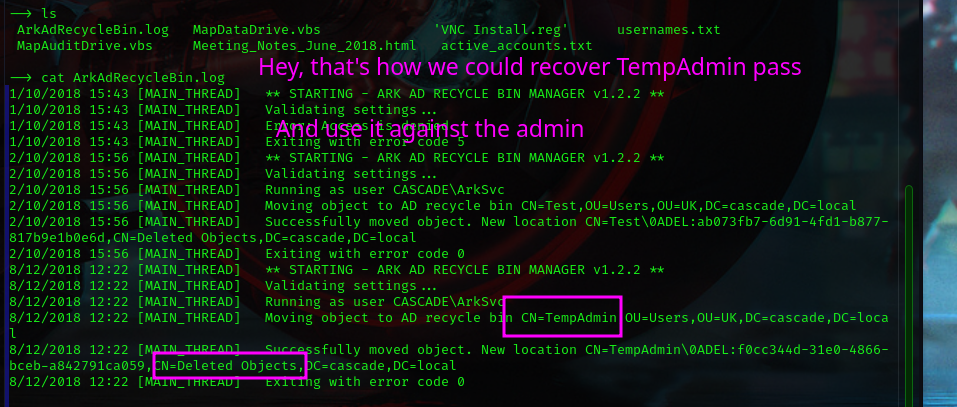 —> ls
ArkAdRecycleBin.log MapDataDrive.vbs 'VNC Install.reg' usernames.txt
MapAuditDrive.vbs Meeting_Notes_June_2018.html active_accounts.txt
—> cat ArkAdRecycleBin.log
Hey, that's how we could recover TempAdmin pass
1/10/2018 15:43 [MAIN_THREAD] ** STARTING - ARK AD RECYCLE BIN MANAGER v1.2.2 **
1/10/2018 15:43 [MAIN_THREAD] Validating settings...
1/10/2018 15:43 [MAIN_THREAD] Error: Access is denied
And use it against the admin
1/10/2018 15:43 [MAIN_THREAD] Exiting with error code 5
2/10/2018 15:56 [MAIN_THREAD] ** STARTING - ARK AD RECYCLE BIN MANAGER v1.2.2 **
2/10/2018 15:56 [MAIN_THREAD] Validating settings...
2/10/2018 15:56 [MAIN_THREAD] Running as user CASCADE\ArkSvc
2/10/2018 15:56 [MAIN_THREAD] Moving object to AD recycle bin CN=Test,OU=Users,OU=UK,DC=cascade,DC=local
2/10/2018 15:56 [MAIN_THREAD] Successfully moved object. New location CN=Test\0ADEL:ab073fb7-6d91-4fd1-b877-
817b9e1b0e6d,CN=Deleted Objects,DC=cascade,DC=local
2/10/2018 15:56 [MAIN_THREAD] Exiting with error code 0
8/12/2018 12:22 [MAIN_THREAD] ** STARTING - ARK AD RECYCLE BIN MANAGER v1.2.2 **
8/12/2018 12:22 [MAIN_THREAD] Validating settings...
8/12/2018 12:22 [MAIN_THREAD] Running as user CASCADE\ArkSvc
8/12/2018 12:22 [MAIN_THREAD] Moving object to AD recycle bin CN=TempAdmin,OU=Users,OU=UK,DC=cascade,DC=loca
l
8/12/2018 12:22 [MAIN_THREAD] Successfully moved object. New location CN=TempAdmin\0ADEL:f0cc344d-31e0-4866-
bceb-a842791ca059,CN=Deleted Objects,DC=cascade,DC=local
8/12/2018 12:22 [MAIN_THREAD] Exiting with error code 0